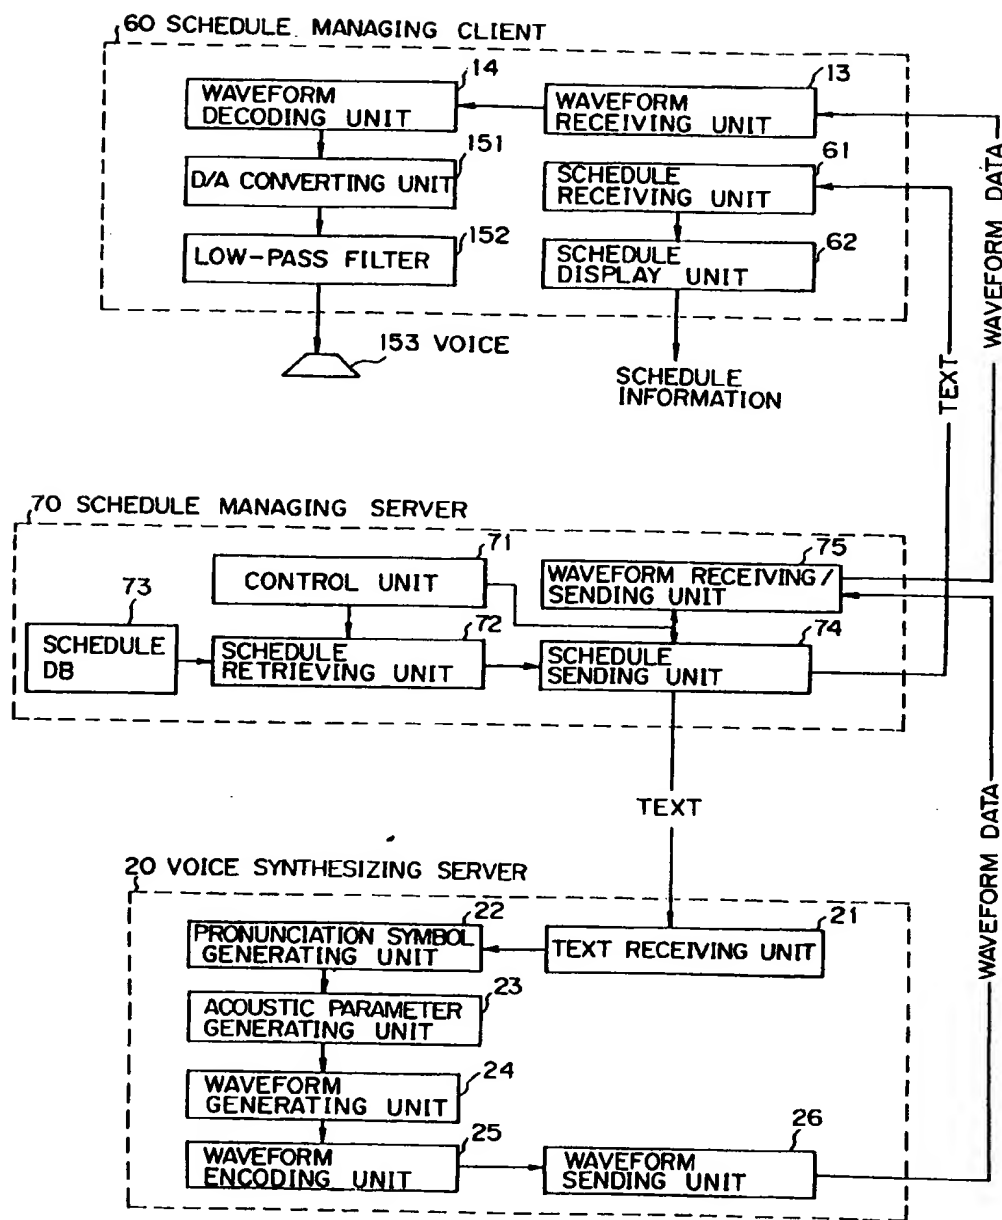 60 SCHEDULE MANAGING CLIENT
14
WAVEFORM
DECODING UNIT
13
WAVEFORM
RECEIVING UNIT
151
D/A CONVERTING UNIT
61
SCHEDULE
RECEIVING UNIT
152
LOW-PASS FILTER
62
SCHEDULE
DISPLAY UNIT
153 VOICE
SCHEDULE
INFORMATION
TEXT
WAVEFORM DATA
70 SCHEDULE MANAGING SERVER
71
CONTROL UNIT
75
WAVEFORM RECEIVING/
SENDING UNIT
73
SCHEDULE
DB
72
SCHEDULE
RETRIEVING UNIT
74
SCHEDULE
SENDING UNIT
TEXT
WAVEFORM DATA
20 VOICE SYNTHESIZING SERVER
22
PRONUNCIATION SYMBOL
GENERATING UNIT
21
TEXT RECEIVING UNIT
23
ACOUSTIC PARAMETER
GENERATING UNIT
24
WAVEFORM
GENERATING UNIT
25
WAVEFORM
ENCODING UNIT
26
WAVEFORM
SENDING UNIT